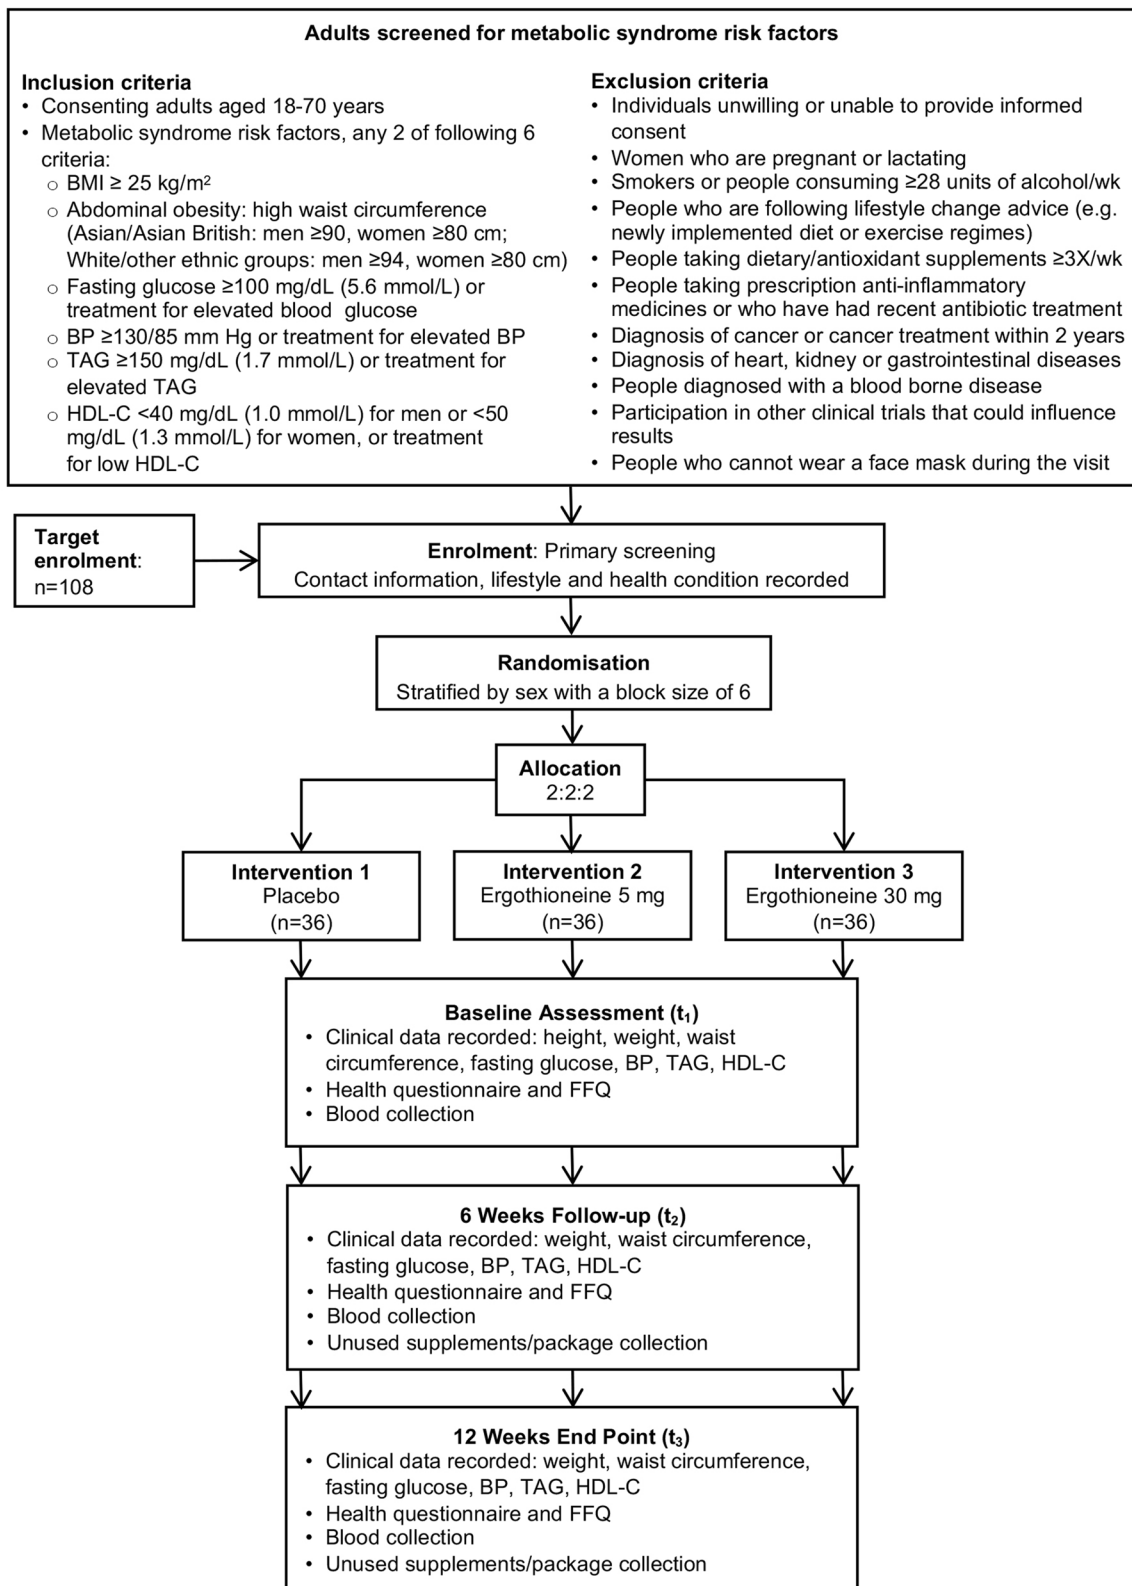 Adults screened for metabolic syndrome risk factors
Inclusion criteria
• Consenting adults aged 18-70 years
• Metabolic syndrome risk factors, any 2 of following 6
criteria:
○ BMI ≥ 25 kg/m²
○ Abdominal obesity: high waist circumference
(Asian/Asian British: men ≥90, women ≥80 cm;
White/other ethnic groups: men ≥94, women ≥80 cm)
○ Fasting glucose ≥100 mg/dL (5.6 mmol/L) or
treatment for elevated blood glucose
○ BP ≥130/85 mm Hg or treatment for elevated BP
○ TAG ≥150 mg/dL (1.7 mmol/L) or treatment for
elevated TAG
○ HDL-C <40 mg/dL (1.0 mmol/L) for men or <50
mg/dL (1.3 mmol/L) for women, or treatment
for low HDL-C
Exclusion criteria
• Individuals unwilling or unable to provide informed
consent
• Women who are pregnant or lactating
• Smokers or people consuming ≥28 units of alcohol/wk
• People who are following lifestyle change advice (e.g.
newly implemented diet or exercise regimes)
• People taking dietary/antioxidant supplements ≥3X/wk
• People taking prescription anti-inflammatory
medicines or who have had recent antibiotic treatment
• Diagnosis of cancer or cancer treatment within 2 years
• Diagnosis of heart, kidney or gastrointestinal diseases
• People diagnosed with a blood borne disease
• Participation in other clinical trials that could influence
results
• People who cannot wear a face mask during the visit
Target
enrolment:
n=108
Enrolment: Primary screening
Contact information, lifestyle and health condition recorded
Randomisation
Stratified by sex with a block size of 6
Allocation
2:2:2
Intervention 1
Placebo
(n=36)
Intervention 2
Ergothioneine 5 mg
(n=36)
Intervention 3
Ergothioneine 30 mg
(n=36)
Baseline Assessment (t₁)
• Clinical data recorded: height, weight, waist
circumference, fasting glucose, BP, TAG, HDL-C
• Health questionnaire and FFQ
• Blood collection
6 Weeks Follow-up (t₂)
• Clinical data recorded: weight, waist circumference,
fasting glucose, BP, TAG, HDL-C
• Health questionnaire and FFQ
• Blood collection
• Unused supplements/package collection
12 Weeks End Point (t₃)
• Clinical data recorded: weight, waist circumference,
fasting glucose, BP, TAG, HDL-C
• Health questionnaire and FFQ
• Blood collection
• Unused supplements/package collection